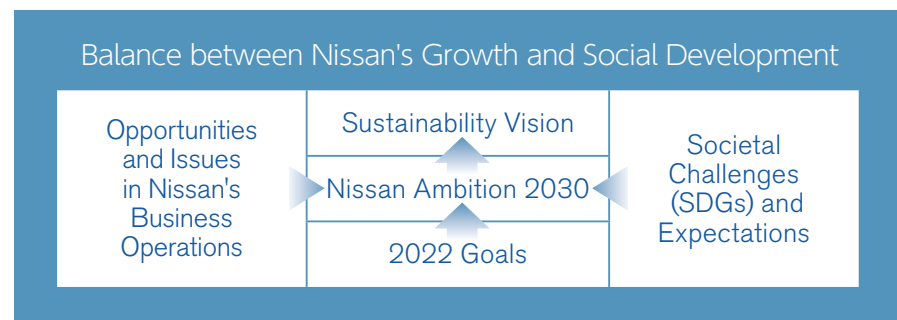 Balance between Nissan's Growth and Social Development
Opportunities
and Issues
in Nissan's
Business
Operations
Sustainability Vision
Nissan Ambition 2030
2022 Goals
Societal
Challenges
(SDGs) and
Expectations